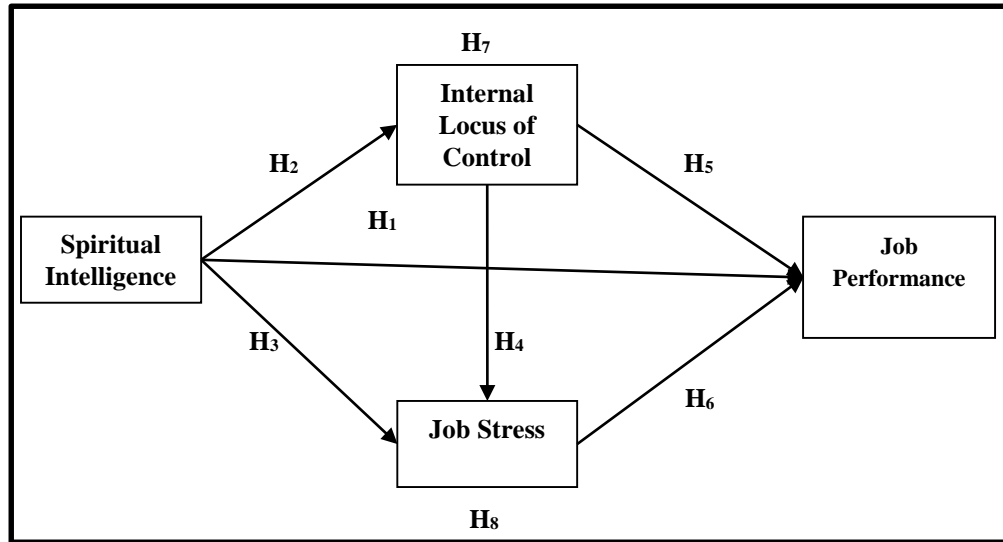 H7
Internal
Locus of
Control
H2
H5
H1
Spiritual
Intelligence
Job
Performance
H3
H4
H6
Job Stress
H8